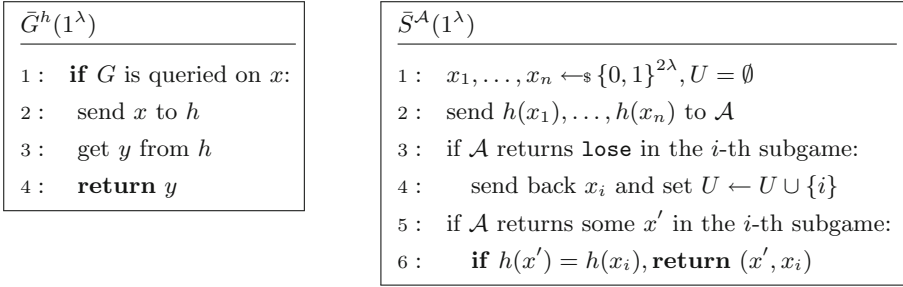 Ḡ^h(1^λ)
1 : if G is queried on x:
2 : send x to h
3 : get y from h
4 : return y
S̄^𝒜(1^λ)
1 : x_1, . . . , x_n ←$ {0, 1}^{2λ}, U = ∅
2 : send h(x_1), . . . , h(x_n) to 𝒜
3 : if 𝒜 returns lose in the i-th subgame:
4 : send back x_i and set U ← U ∪ {i}
5 : if 𝒜 returns some x′ in the i-th subgame:
6 : if h(x′) = h(x_i), return (x′, x_i)